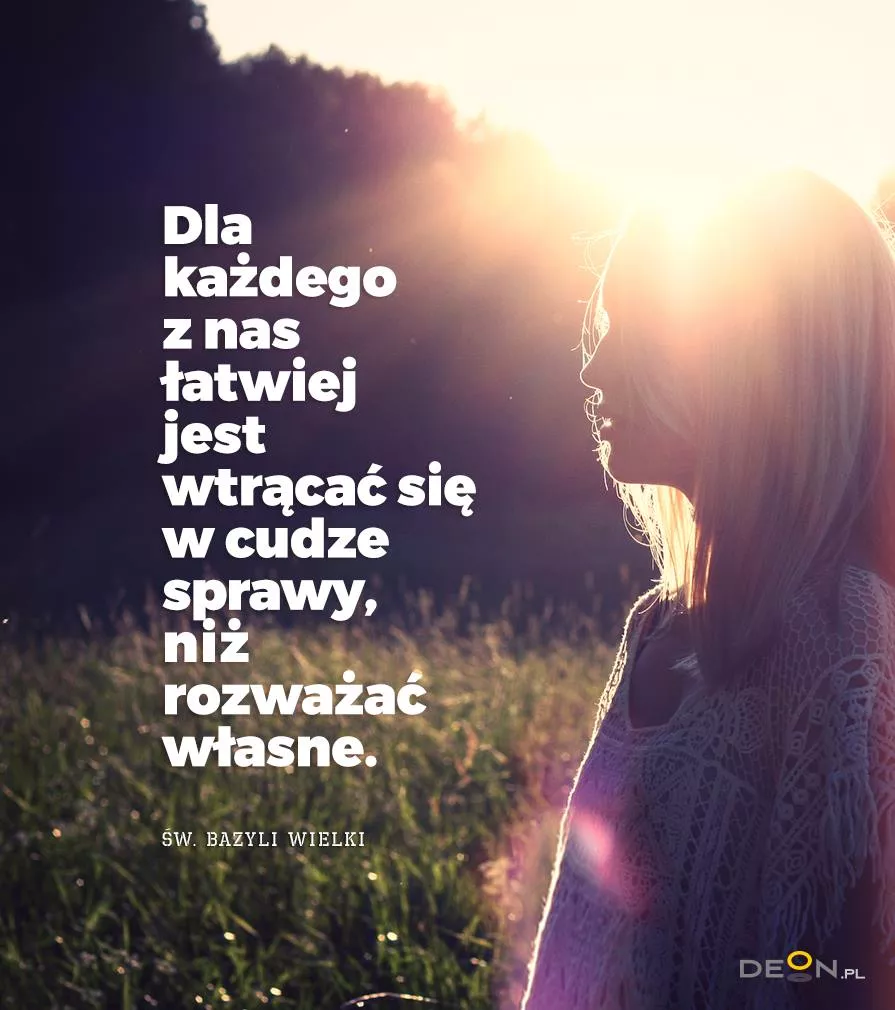 Dla
każdego
z nas
łatwiej
jest
wtrącać się
w cudze
sprawy,
niż
rozważać
własne.
ŚW. BAZYLI WIELKI
DEON.PL